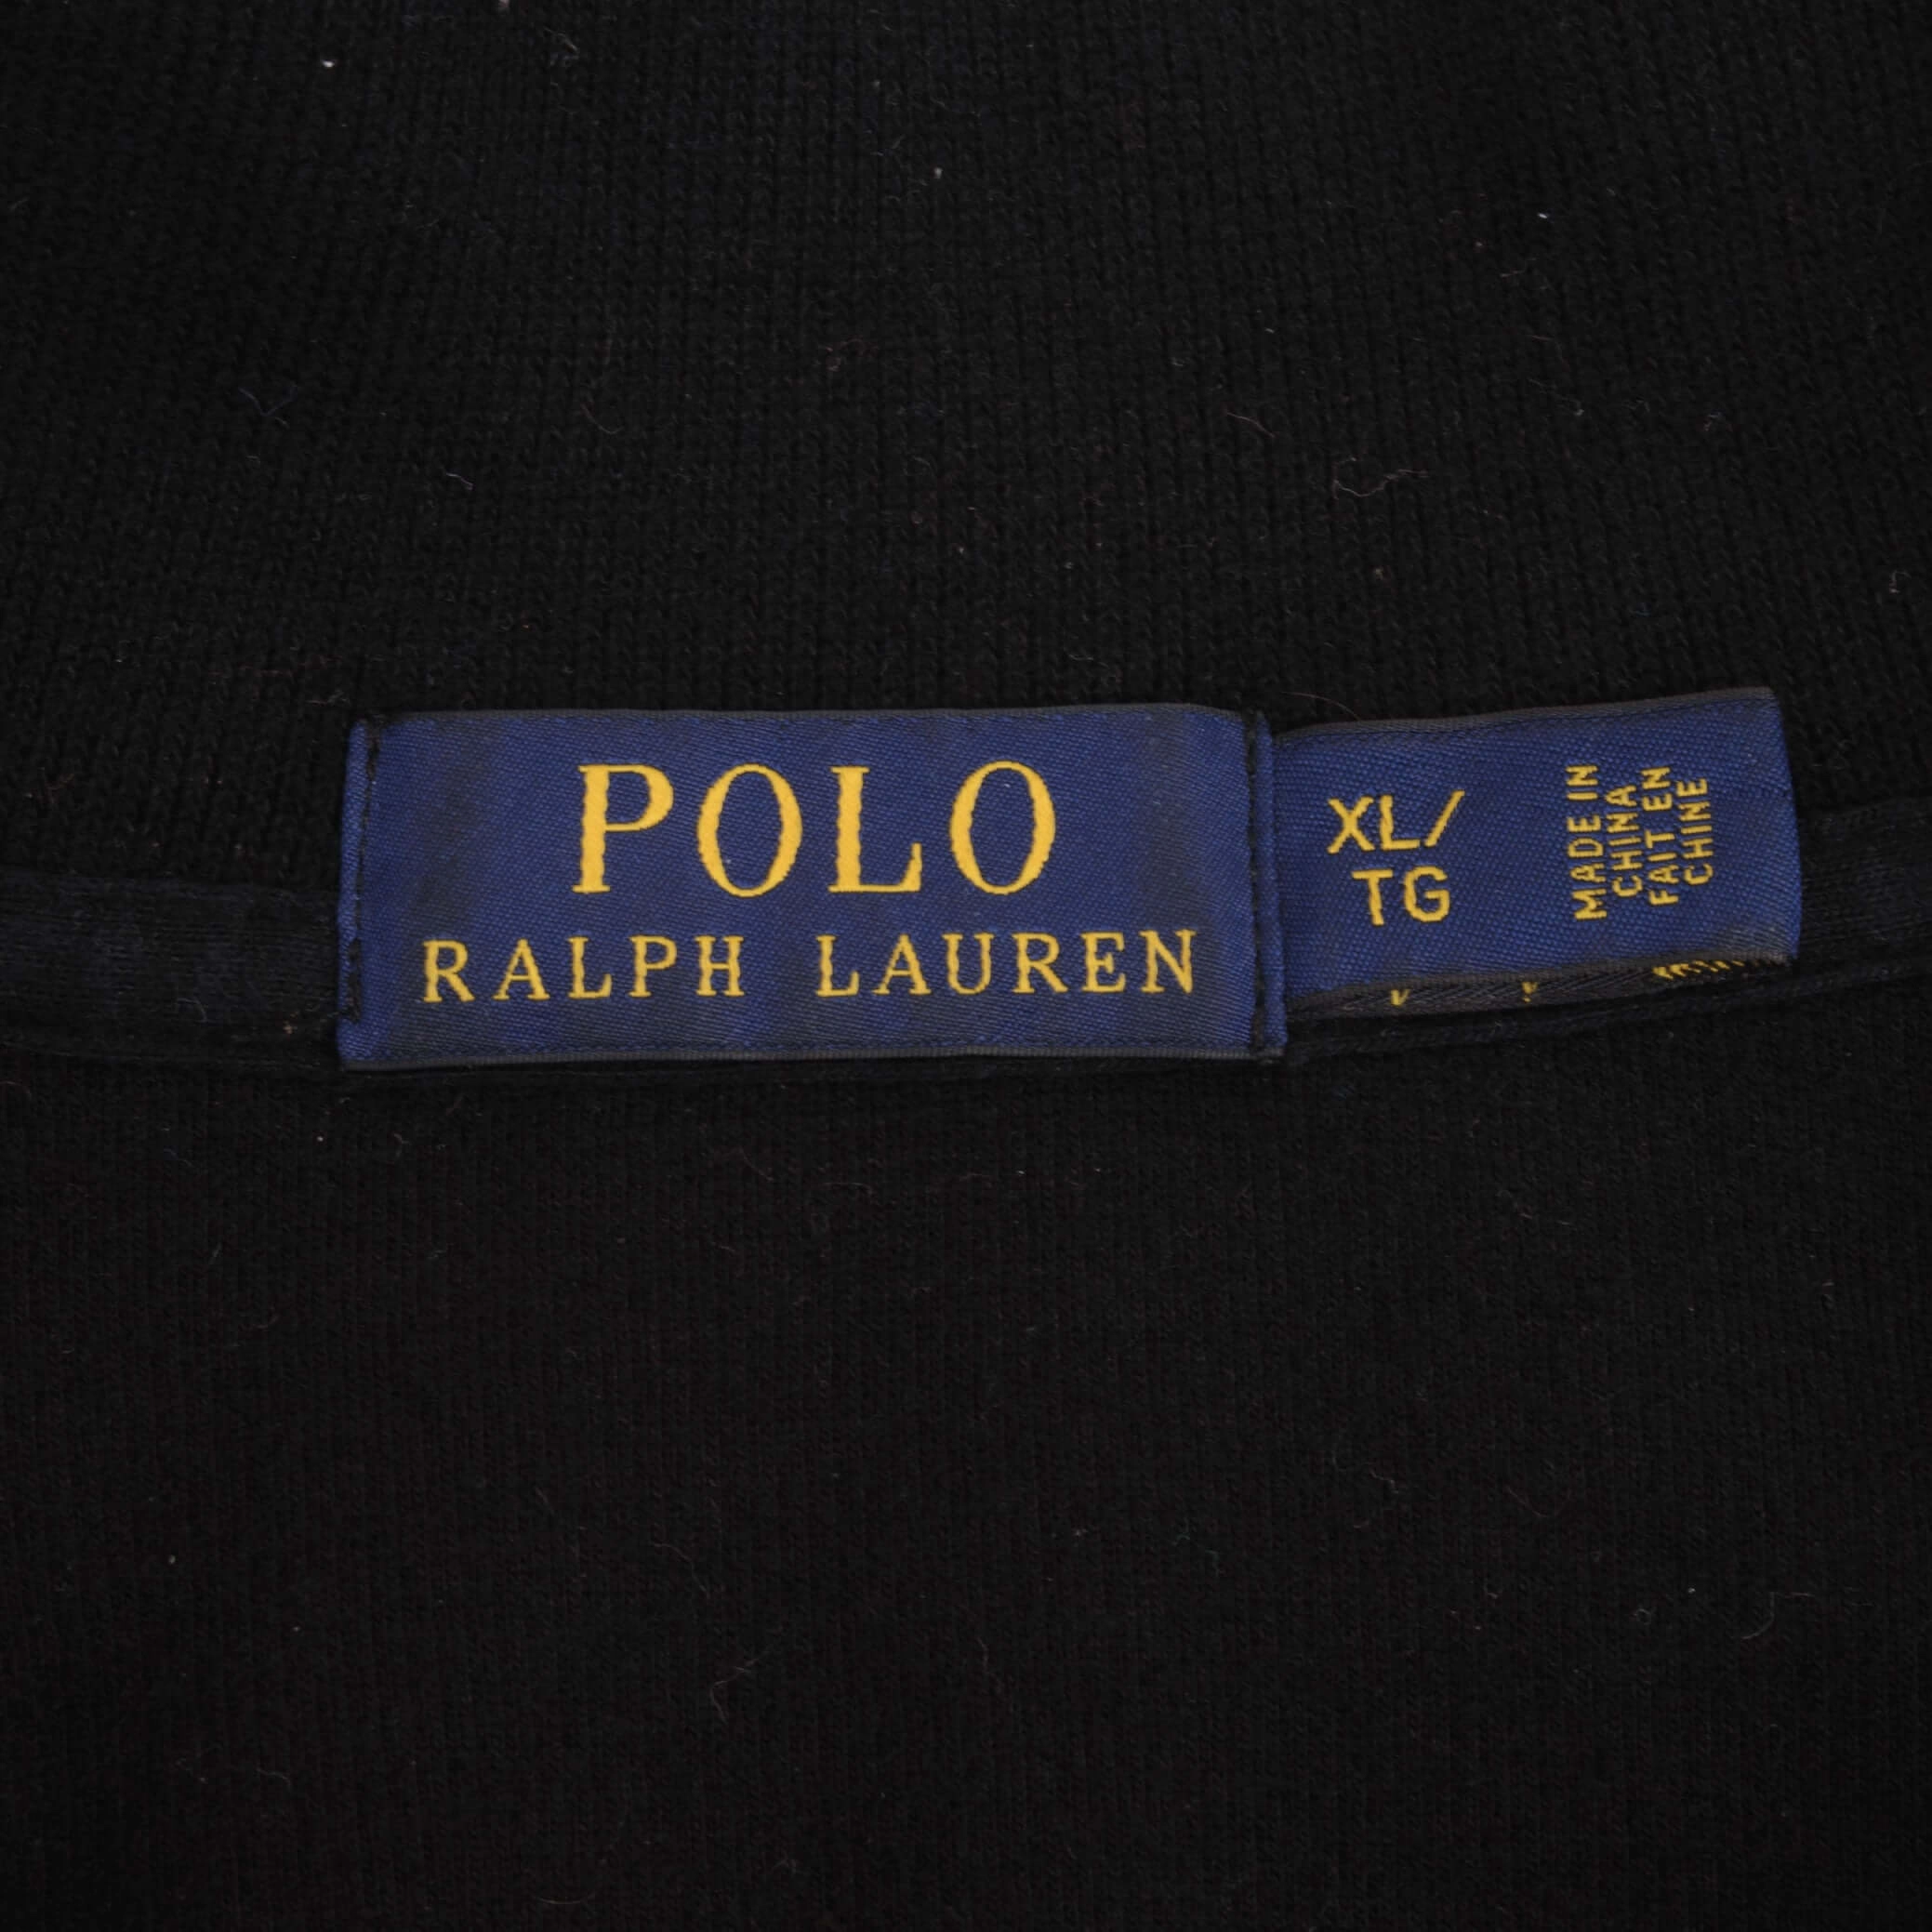 POLO
RALPH LAUREN
XL/
TG
MADE IN
CHINA
FAIT EN
CHINE